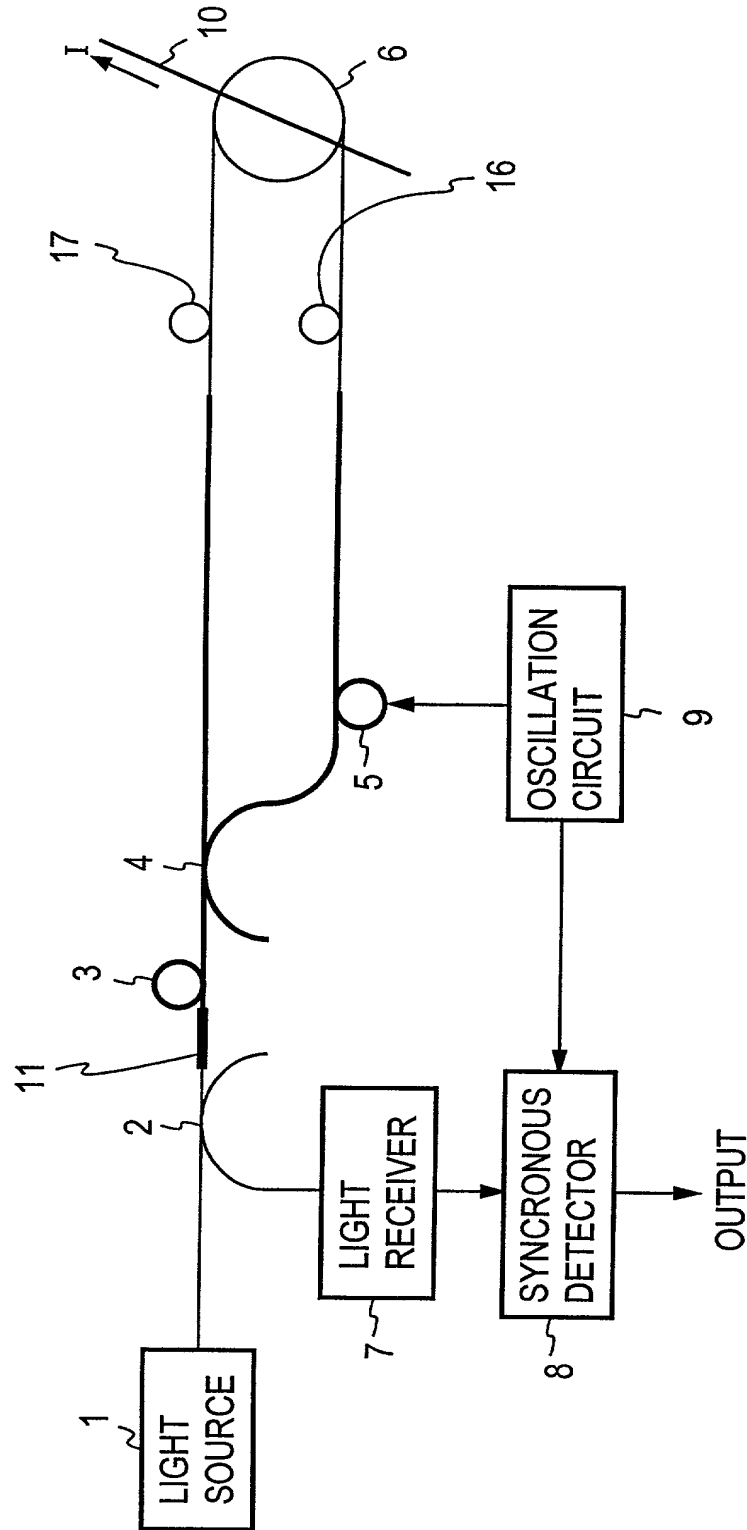 1
LIGHT
SOURCE
2
11
3
4
17
I
10
6
16
5
LIGHT
RECEIVER
7
SYNCRONOUS
DETECTOR
8
OSCILLATION
CIRCUIT
9
OUTPUT